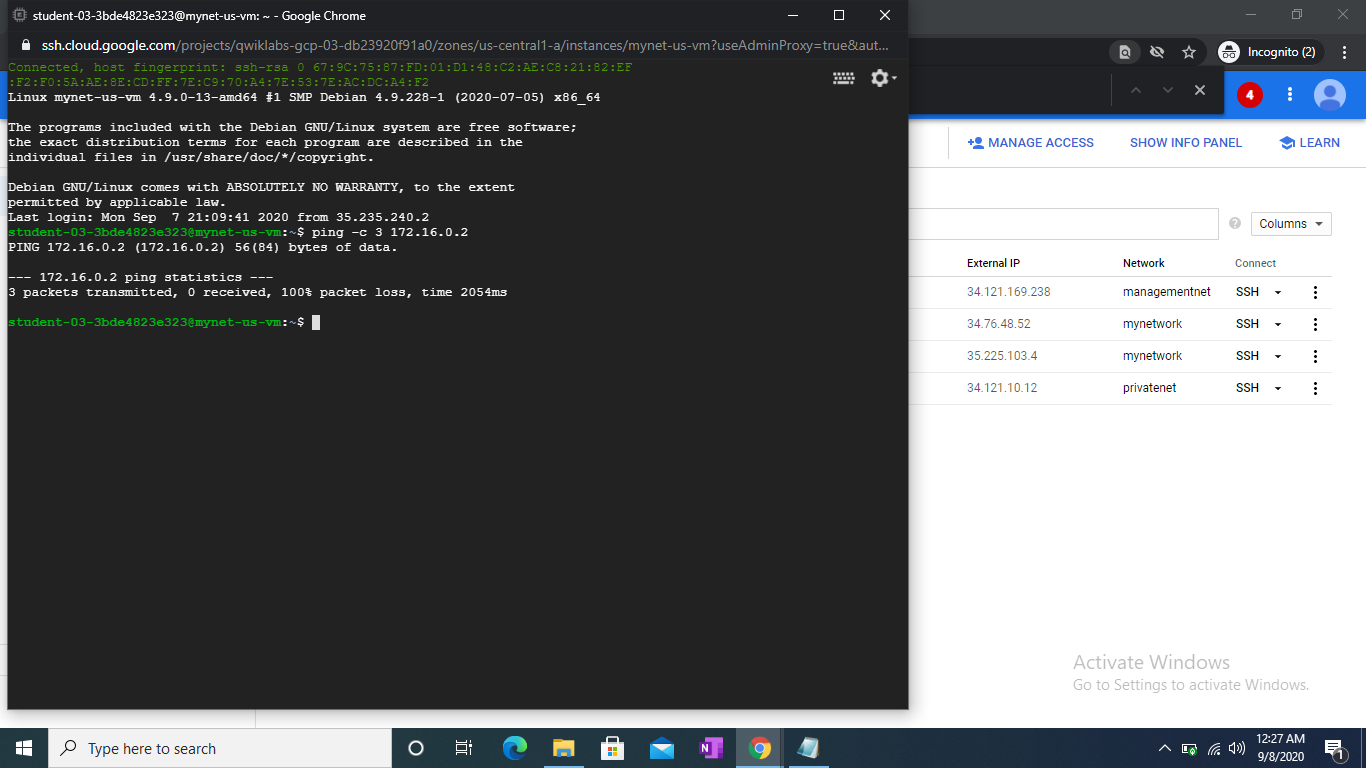 student-03-3bde4823e323@mynet-us-vm: ~ - Google Chrome
ssh.cloud.google.com/projects/qwiklabs-gcp-03-db23920f91a0/zones/us-central1-a/instances/mynet-us-vm?useAdminProxy=true&aut...
Connected, host fingerprint: ssh-rsa 0 67:9C:75:87:FD:01:D1:48:C2:AE:C8:21:82:EF
:F2:F0:5A:AE:8E:CD:FF:7E:C9:70:A4:7E:53:7E:AC:DC:A4:F2
Linux mynet-us-vm 4.9.0-13-amd64 #1 SMP Debian 4.9.228-1 (2020-07-05) x86_64
The programs included with the Debian GNU/Linux system are free software;
the exact distribution terms for each program are described in the
individual files in /usr/share/doc/*/copyright.
Debian GNU/Linux comes with ABSOLUTELY NO WARRANTY, to the extent
permitted by applicable law.
Last login: Mon Sep  7 21:09:41 2020 from 35.235.240.2
student-03-3bde4823e323@mynet-us-vm:~$ ping -c 3 172.16.0.2
PING 172.16.0.2 (172.16.0.2) 56(84) bytes of data.
--- 172.16.0.2 ping statistics ---
3 packets transmitted, 0 received, 100% packet loss, time 2054ms
student-03-3bde4823e323@mynet-us-vm:~$
Incognito (2)
4
MANAGE ACCESS SHOW INFO PANEL LEARN
? Columns
External IP Network Connect
34.121.169.238 managementnet SSH
34.76.48.52 mynetwork SSH
35.225.103.4 mynetwork SSH
34.121.10.12 privatenet SSH
Activate Windows
Go to Settings to activate Windows.
Type here to search
N
12:27 AM
9/8/2020
1